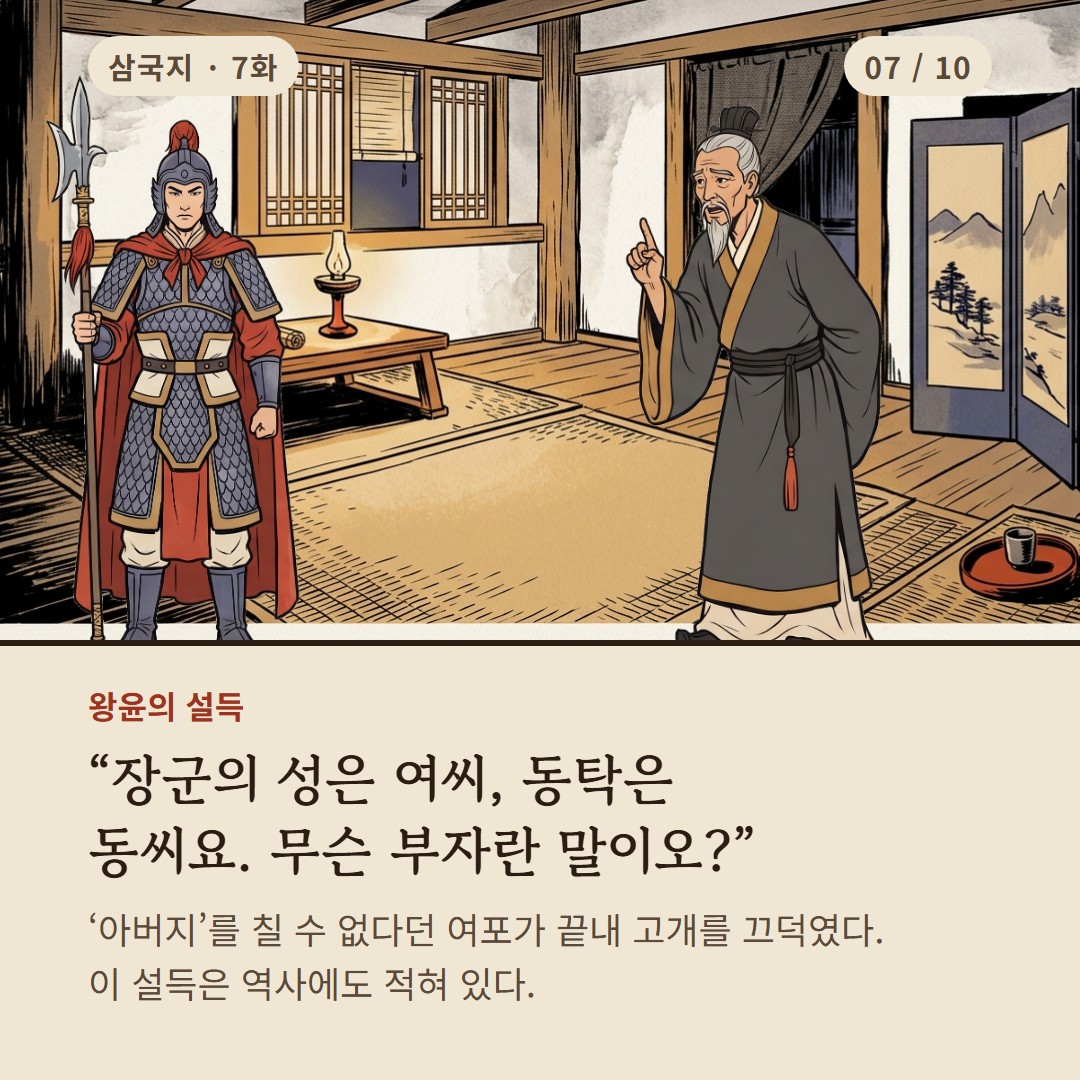 삼국지 · 7화
07 / 10
왕윤의 설득
“장군의 성은 여씨, 동탁은
동씨요. 무슨 부자란 말이오?”
‘아버지’를 칠 수 없다던 여포가 끝내 고개를 끄덕였다.
이 설득은 역사에도 적혀 있다.